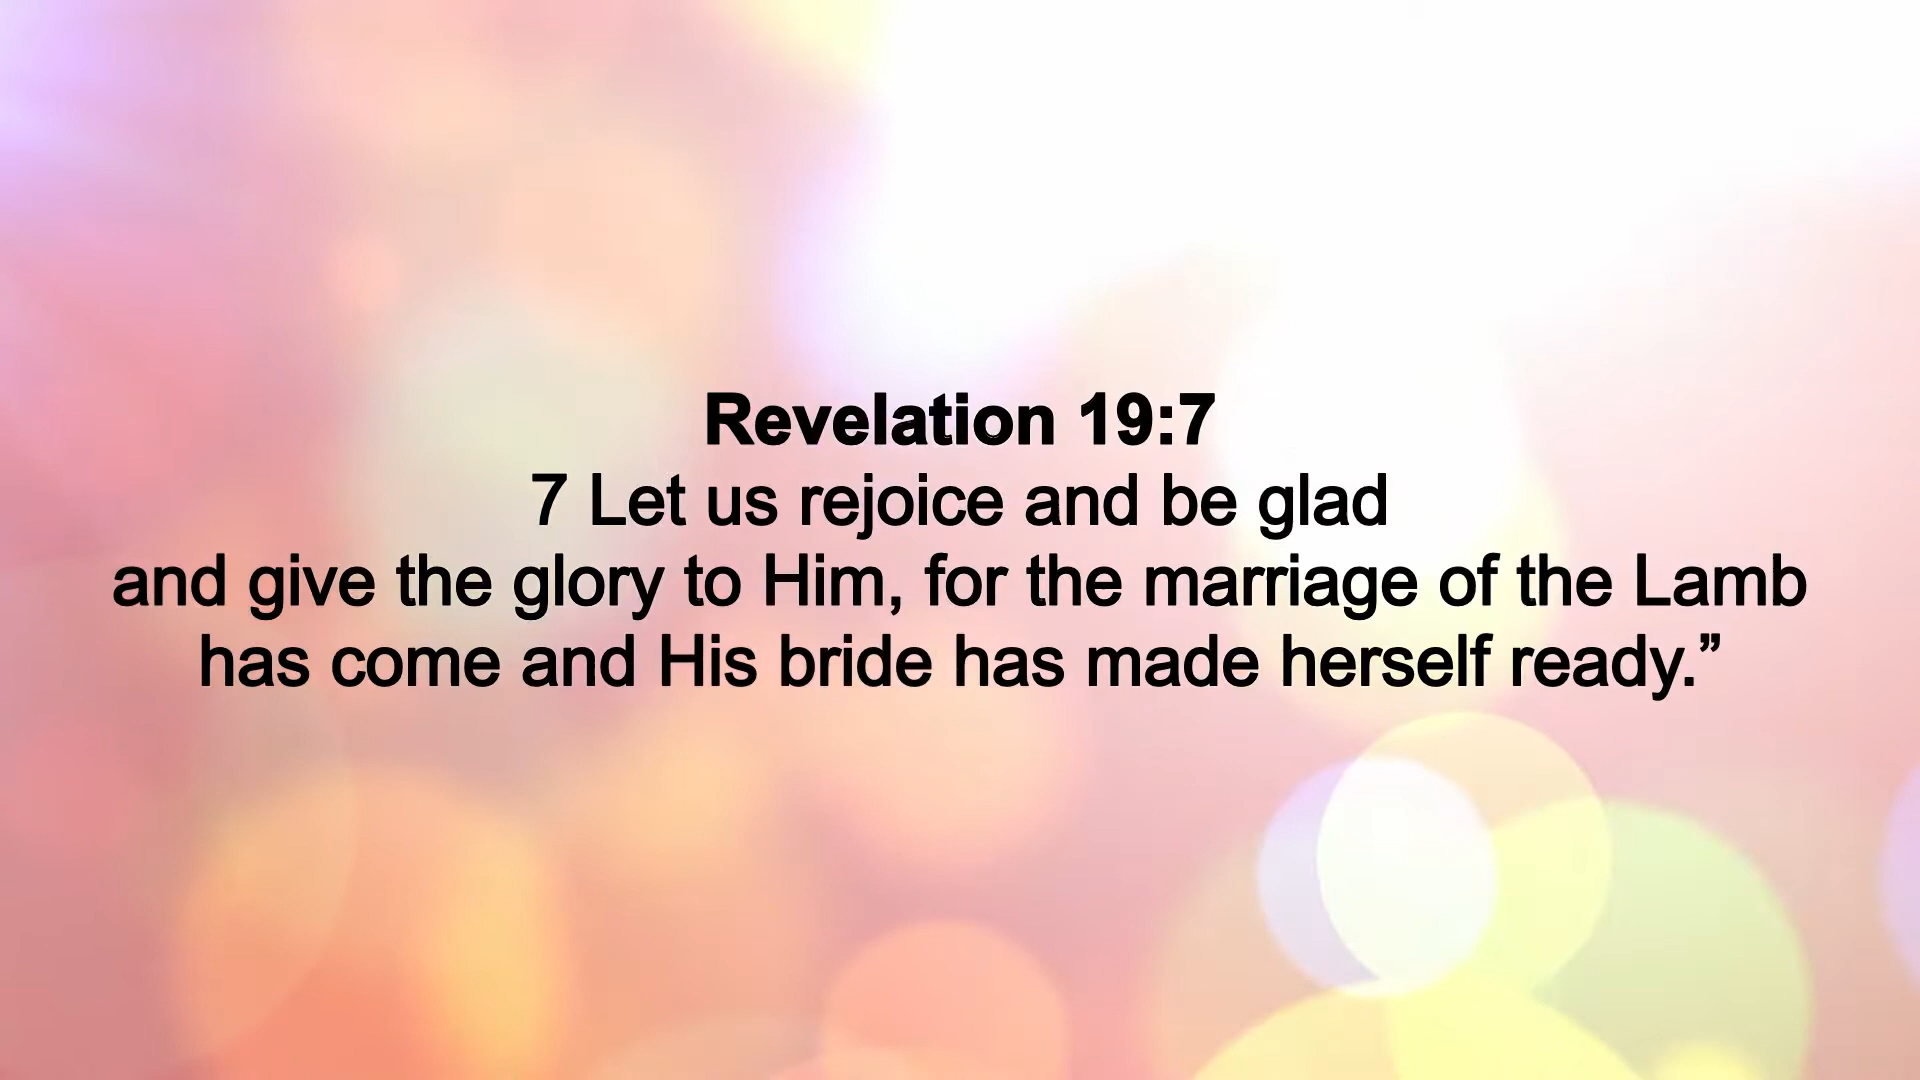 Revelation 19:7
7 Let us rejoice and be glad
and give the glory to Him, for the marriage of the Lamb
has come and His bride has made herself ready.”